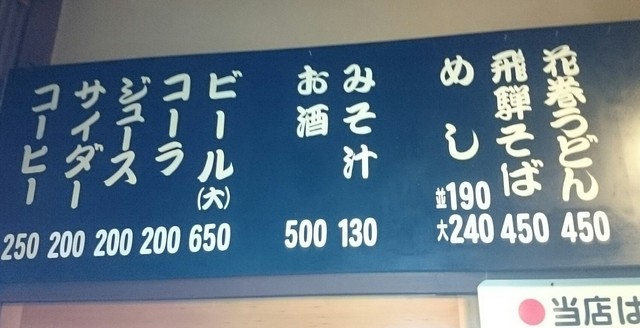 花巻うどん 450
飛騨そば 450
めし 並190 大240
みそ汁 130
お酒 500
ビール(大) 650
コーラ 200
ジュース 200
サイダー 200
コーヒー 250
当店は